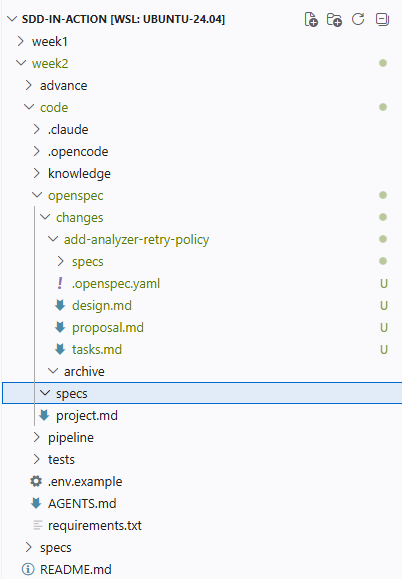 SDD-IN-ACTION [WSL: UBUNTU-24.04]
week1
week2
advance
code
.claude
.opencode
knowledge
openspec
changes
add-analyzer-retry-policy
specs
! .openspec.yaml U
design.md U
proposal.md U
tasks.md U
archive
specs
project.md
pipeline
tests
.env.example
AGENTS.md
requirements.txt
specs
README.md